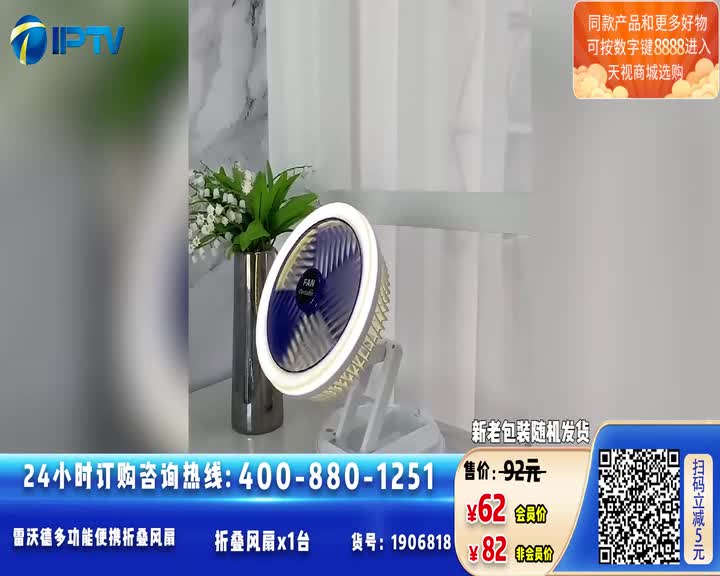 IPTV
同款产品和更多好物
可按数字键8888进入
天视商城选购
FAN
新老包装随机发货
24小时订购咨询热线:400-880-1251
售价: 92元
¥62 会员价
¥82 非会员价
扫码立减5元
雷沃德多功能便携折叠风扇
折叠风扇x1台
货号: 1906818